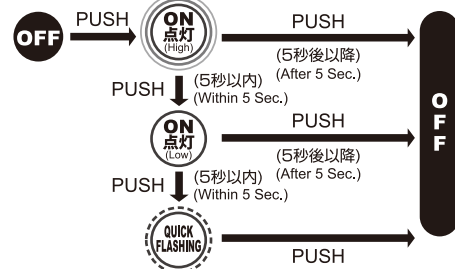 OFF
PUSH
ON
点灯
(High)
PUSH
(5秒後以降)
(After 5 Sec.)
PUSH
(5秒以内)
(Within 5 Sec.)
ON
点灯
(Low)
PUSH
(5秒後以降)
(After 5 Sec.)
PUSH
(5秒以内)
(Within 5 Sec.)
QUICK
FLASHING
PUSH
OFF